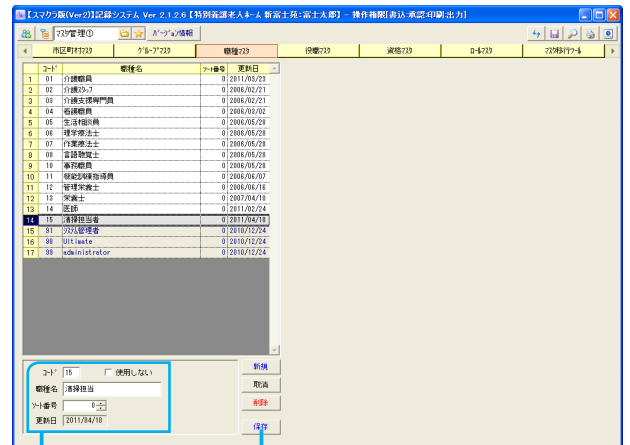 【スマクラ版(Ver2)】記録システム Ver 2.1.2.6 【特別養護老人ホーム 新富士苑:富士太郎】 - 操作権限[書込:承認:印刷:出力]
マスタ管理① バージョン情報
市区町村マスタ グループマスタ 職種マスタ 役職マスタ 資格マスタ ロールマスタ マスタ移行ツール
コード 職種名 ソート番号 更新日
1 01 介護職員 0 2011/03/23
2 02 介護スタッフ 0 2006/02/21
3 03 介護支援専門員 0 2006/02/21
4 04 看護職員 0 2006/03/02
5 05 生活相談員 0 2006/05/28
6 06 理学療法士 0 2006/05/28
7 07 作業療法士 0 2006/05/28
8 08 言語聴覚士 0 2006/05/28
9 10 事務職員 0 2006/05/28
10 11 機能訓練指導員 0 2006/06/07
11 12 管理栄養士 0 2006/06/16
12 13 栄養士 0 2007/04/10
13 14 医師 0 2011/02/24
14 15 清掃担当者 0 2011/04/18
15 91 システム管理者 0 2010/12/24
16 98 Ultimate 0 2010/12/24
17 99 administrator 0 2010/12/24
コード 15 使用しない
職種名 清掃担当
ソート番号 0
更新日 2011/04/18
新規
取消
削除
保存